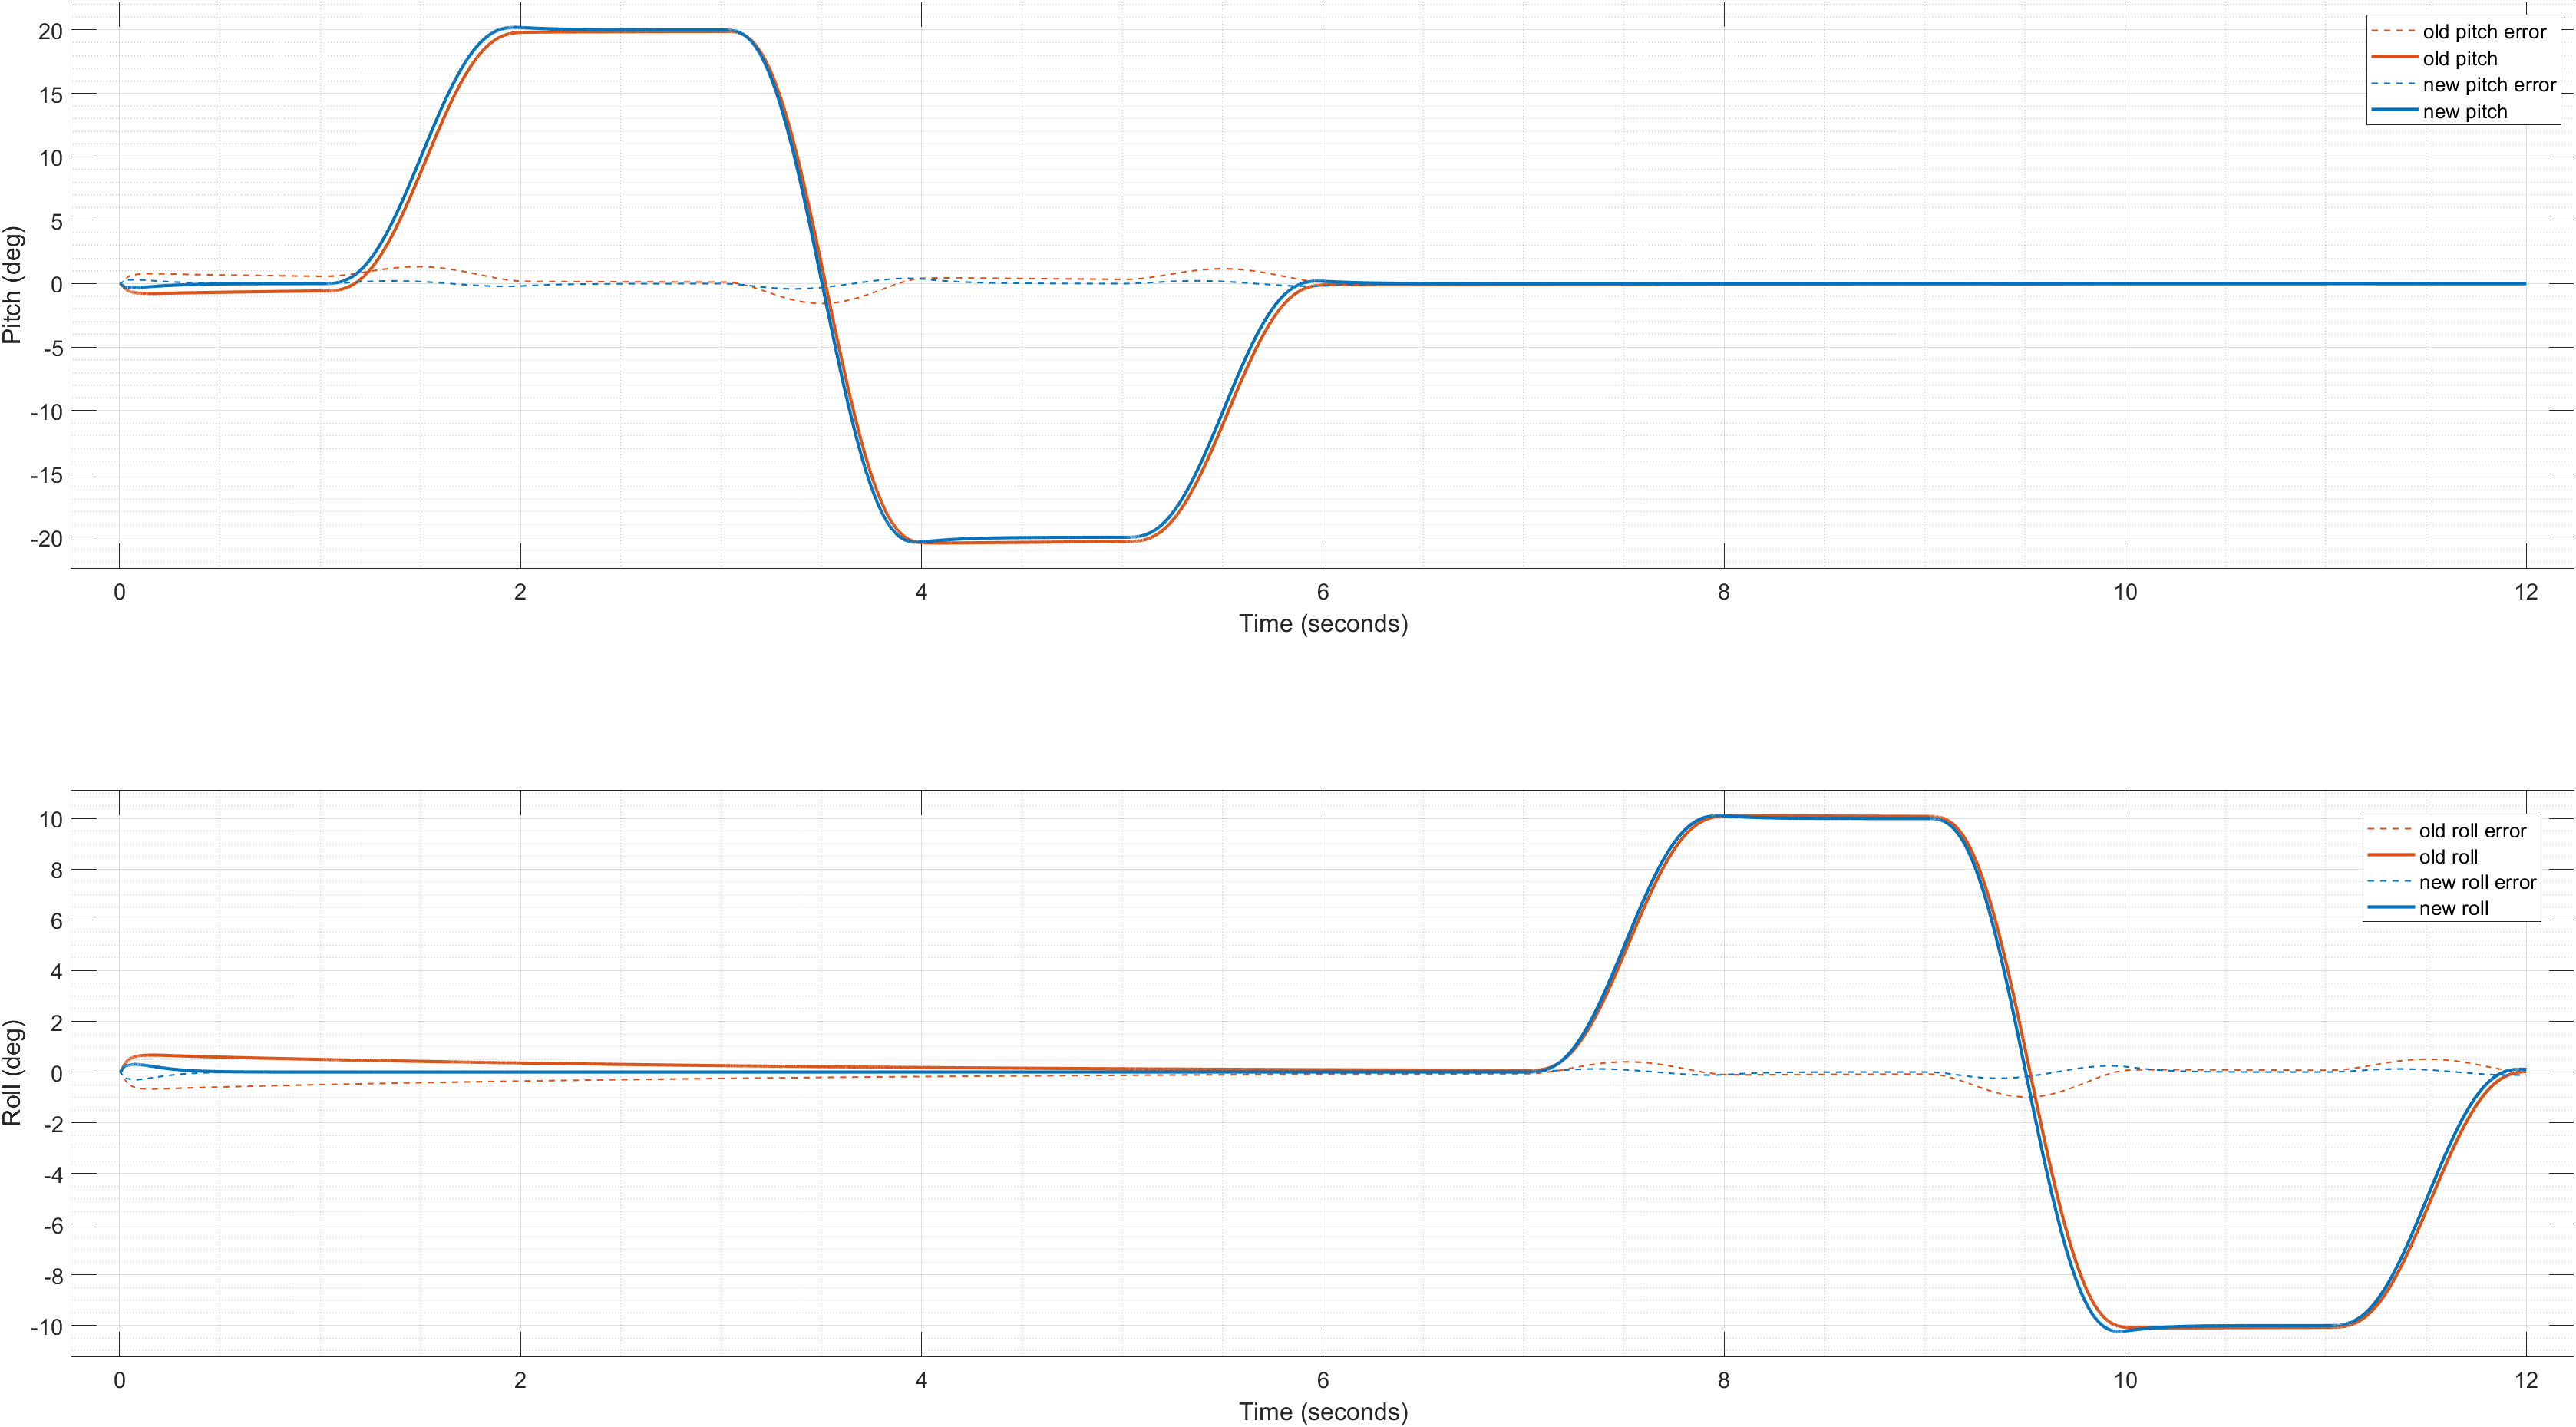 20
15
10
5
0
-5
-10
-15
-20
Pitch (deg)
old pitch error
old pitch
new pitch error
new pitch
0 2 4 6 8 10 12
Time (seconds)
10
8
6
4
2
0
-2
-4
-6
-8
-10
Roll (deg)
old roll error
old roll
new roll error
new roll
0 2 4 6 8 10 12
Time (seconds)